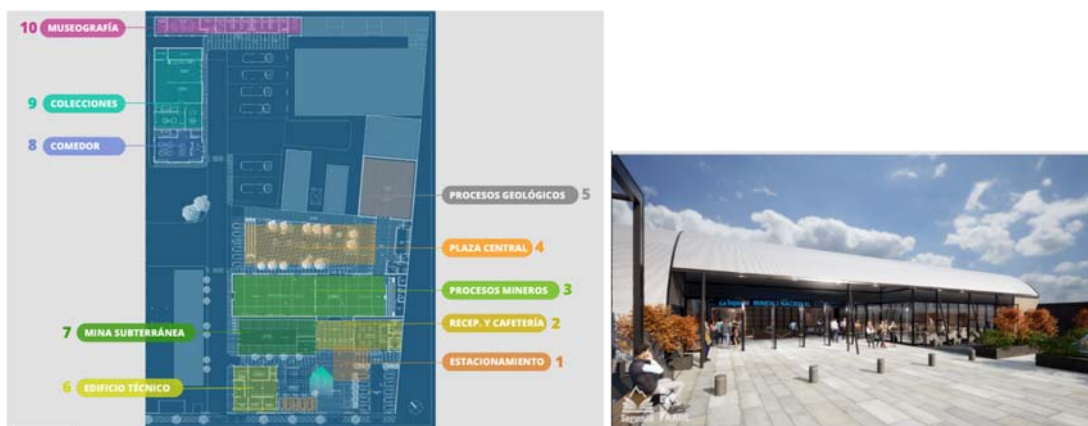 10 MUSEOGRAFÍA
9 COLECCIONES
8 COMEDOR
PROCESOS GEOLÓGICOS 5
PLAZA CENTRAL 4
PROCESOS MINEROS 3
7 MINA SUBTERRÁNEA
RECEP. Y CAFETERÍA 2
ESTACIONAMIENTO 1
6 EDIFICIO TÉCNICO